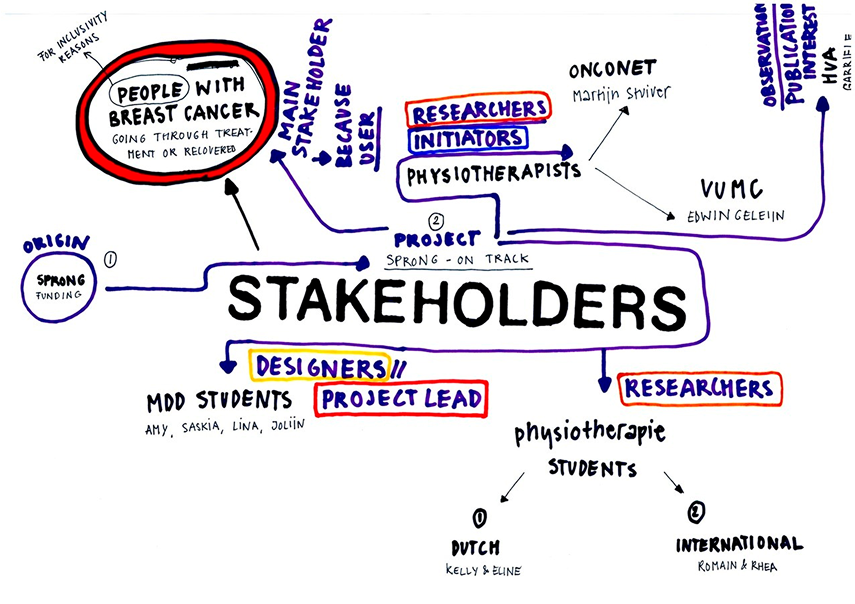 FOR INCLUSIVITY
REASONS
PEOPLE WITH
BREAST CANCER
GOING THROUGH TREAT-
MENT OR RECOVERED
MAIN
STAKEHOLDER
BECAUSE
USER
RESEARCHERS
INITIATORS
PHYSIOTHERAPISTS
ONCONET
Martijn Stuiver
VUMC
EDWIN GELEIJN
OBSERVATION
PUBLICATION
INTEREST
HVA
ORIGIN
1
SPRONG
FUNDING
2
PROJECT
SPRONG - ON TRACK
STAKEHOLDERS
DESIGNERS//
PROJECT LEAD
MDD STUDENTS
AMY, SASKIA, LINA, JOLIJN
RESEARCHERS
physiotherapie
STUDENTS
1
DUTCH
KELLY & ELINE
2
INTERNATIONAL
ROMAIN & RHEA